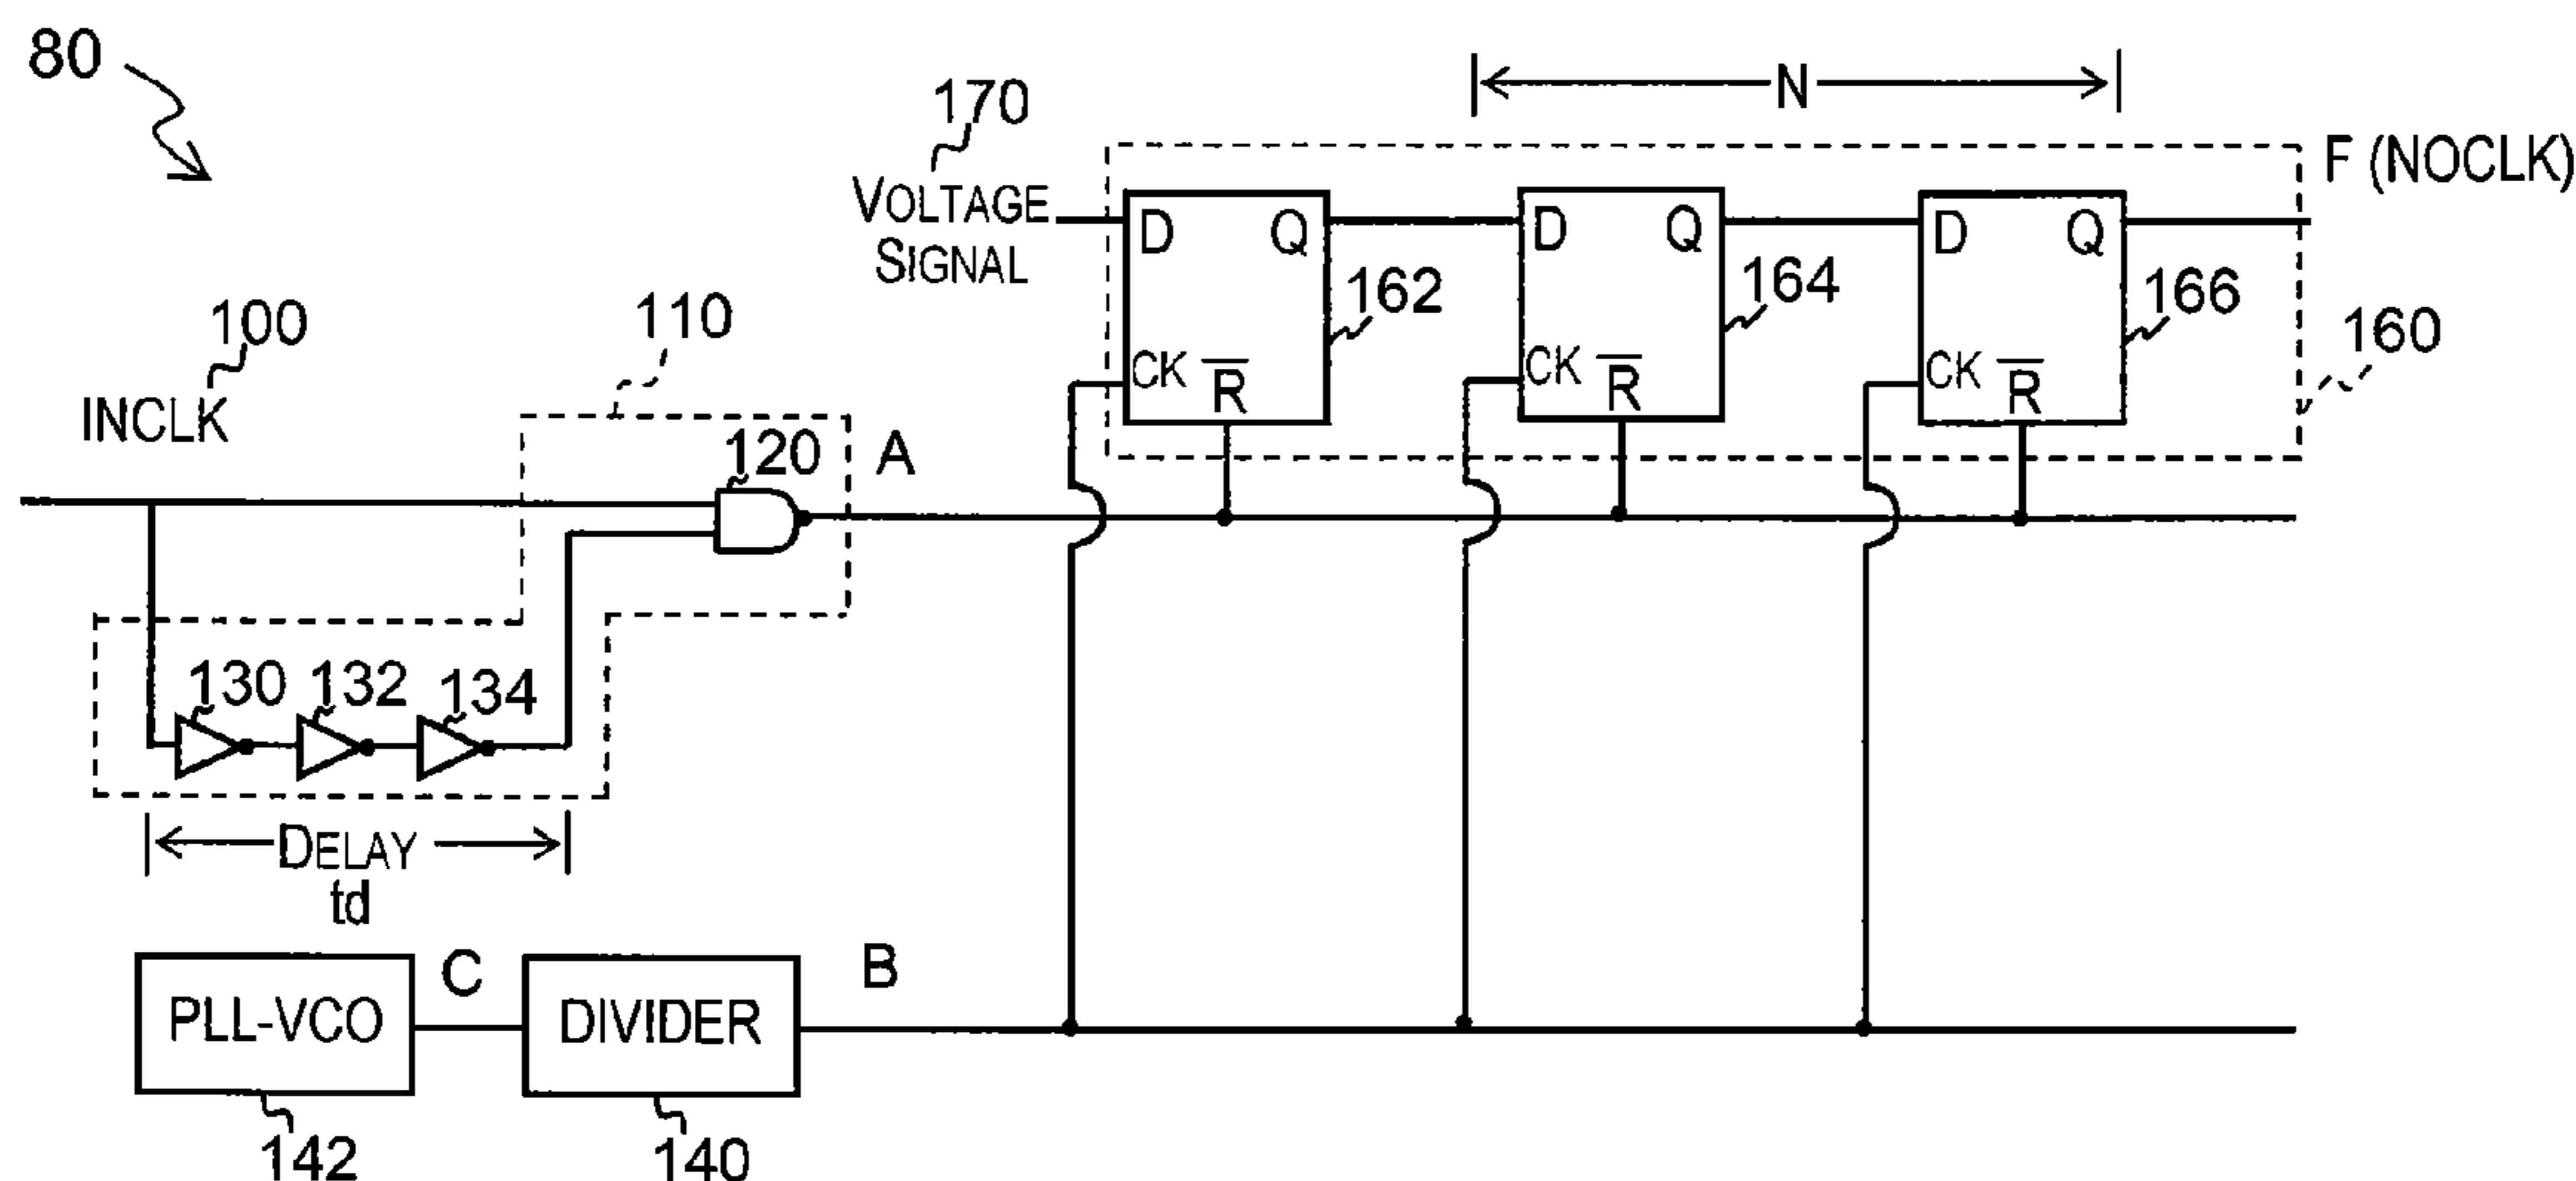 80
170
N
F (NOCLK)
VOLTAGE
SIGNAL
D Q
D Q
D Q
162
164
166
160
CK R̅
CK R̅
CK R̅
100
INCLK
110
120
A
130
132
134
DELAY
td
PLL-VCO
C
DIVIDER
B
142
140